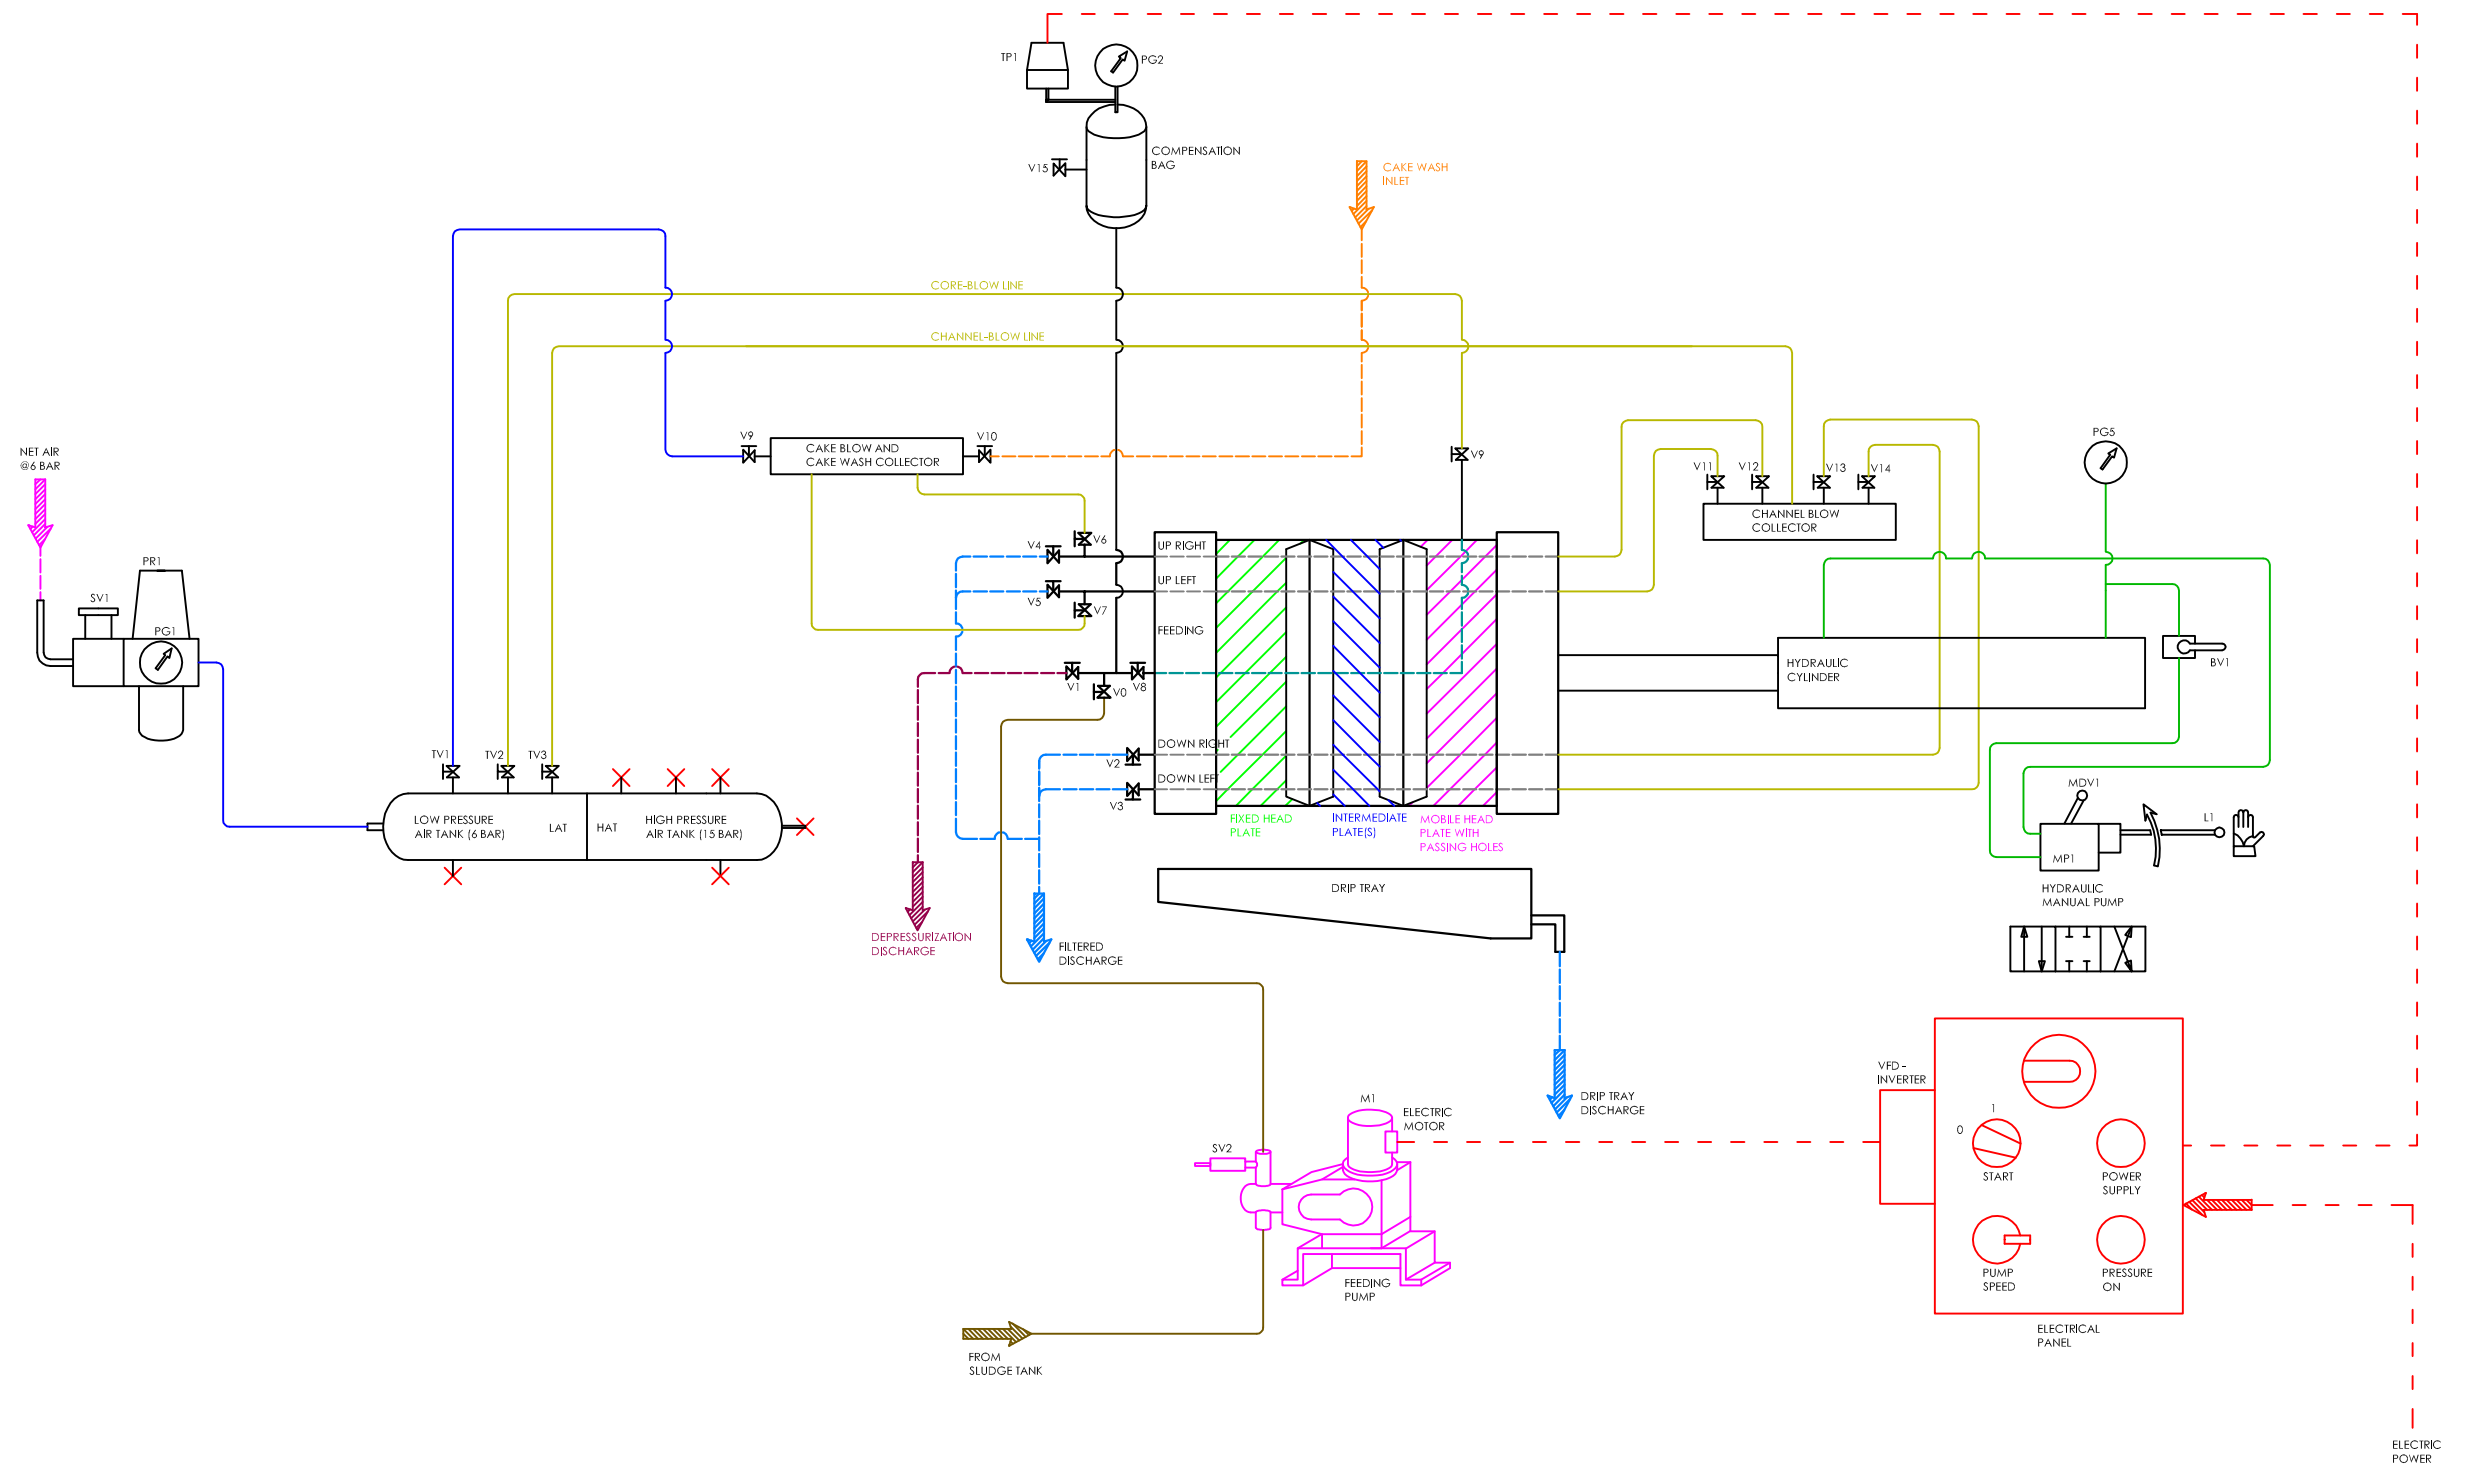 TP1
PG2
COMPENSATION
BAG
V15
CAKE WASH
INLET
CORE-BLOW LINE
CHANNEL-BLOW LINE
NET AIR
@6 BAR
V9
CAKE BLOW AND
CAKE WASH COLLECTOR
V10
V9
V11
V12
V13
V14
CHANNEL BLOW
COLLECTOR
PG5
PR1
SV1
PG1
V4
V6
V5
V7
V1
V8
V0
V2
V3
UP RIGHT
UP LEFT
FEEDING
DOWN RIGHT
DOWN LEFT
FIXED HEAD
PLATE
INTERMEDIATE
PLATE(S)
MOBILE HEAD
PLATE WITH
PASSING HOLES
HYDRAULIC
CYLINDER
BV1
TV1
TV2
TV3
LOW PRESSURE
AIR TANK (6 BAR)
LAT
HAT
HIGH PRESSURE
AIR TANK (15 BAR)
MDV1
L1
MP1
HYDRAULIC
MANUAL PUMP
DRIP TRAY
DEPRESSURIZATION
DISCHARGE
FILTERED
DISCHARGE
DRIP TRAY
DISCHARGE
M1
ELECTRIC
MOTOR
SV2
FEEDING
PUMP
FROM
SLUDGE TANK
VFD -
INVERTER
1
0
START
POWER
SUPPLY
PUMP
SPEED
PRESSURE
ON
ELECTRICAL
PANEL
ELECTRIC
POWER